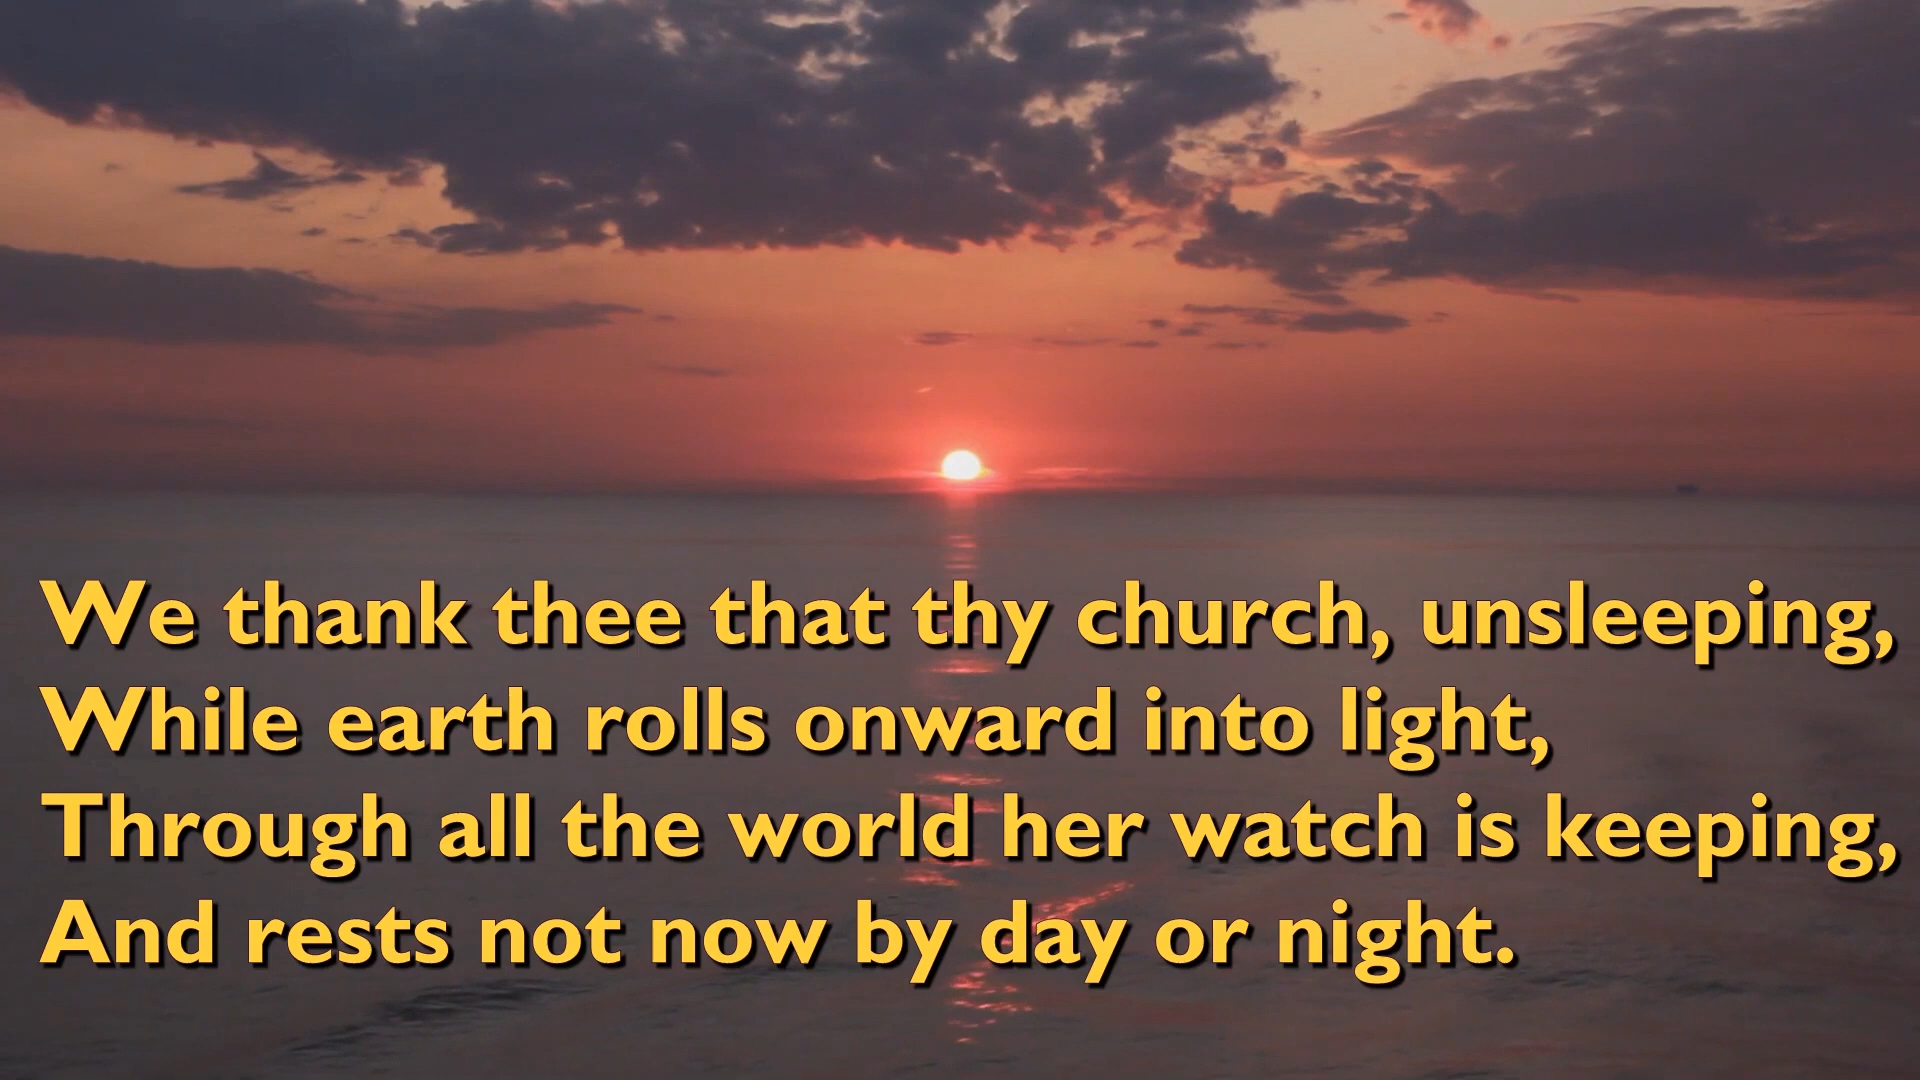 We thank thee that thy church, unsleeping,
While earth rolls onward into light,
Through all the world her watch is keeping,
And rests not now by day or night.